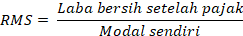 RMS = Laba bersih setelah pajak
Modal sendiri